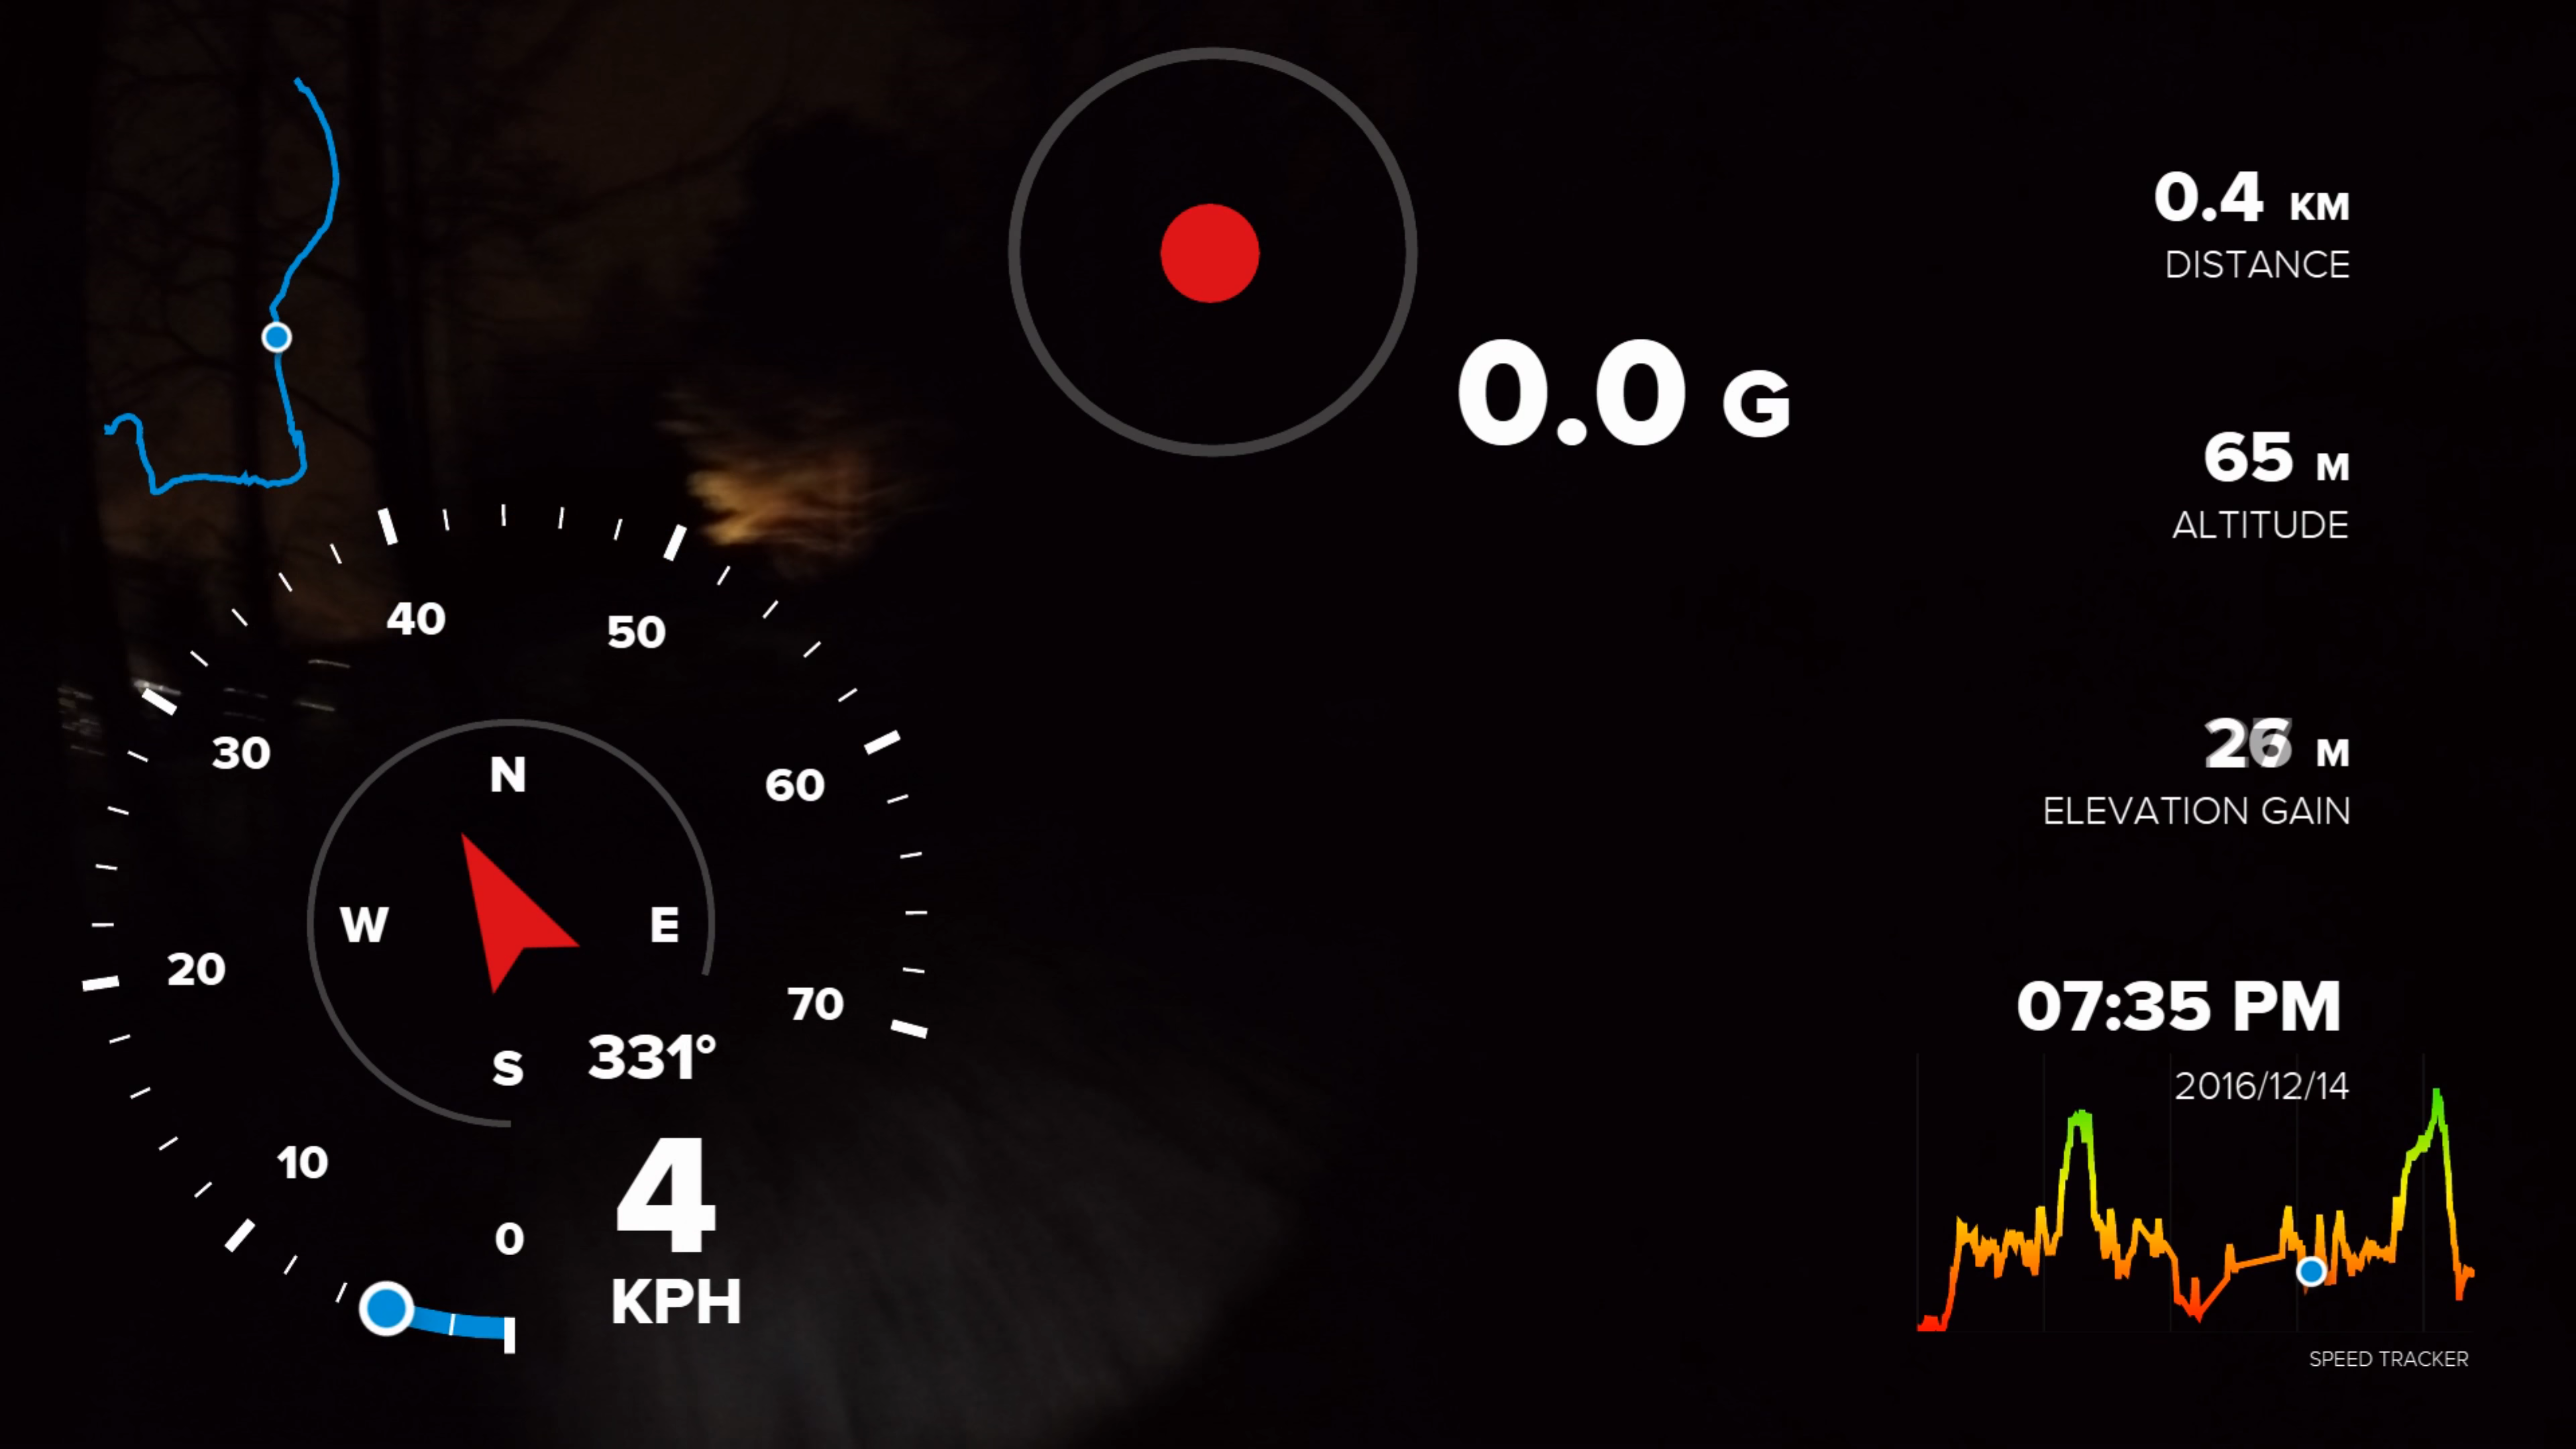 0.4 KM
DISTANCE
0.0 G
65 M
ALTITUDE
40
50
30
60
M
ELEVATION GAIN
N
W
E
20
70
S
331°
07:35 PM
2016/12/14
10
0
4
KPH
SPEED TRACKER